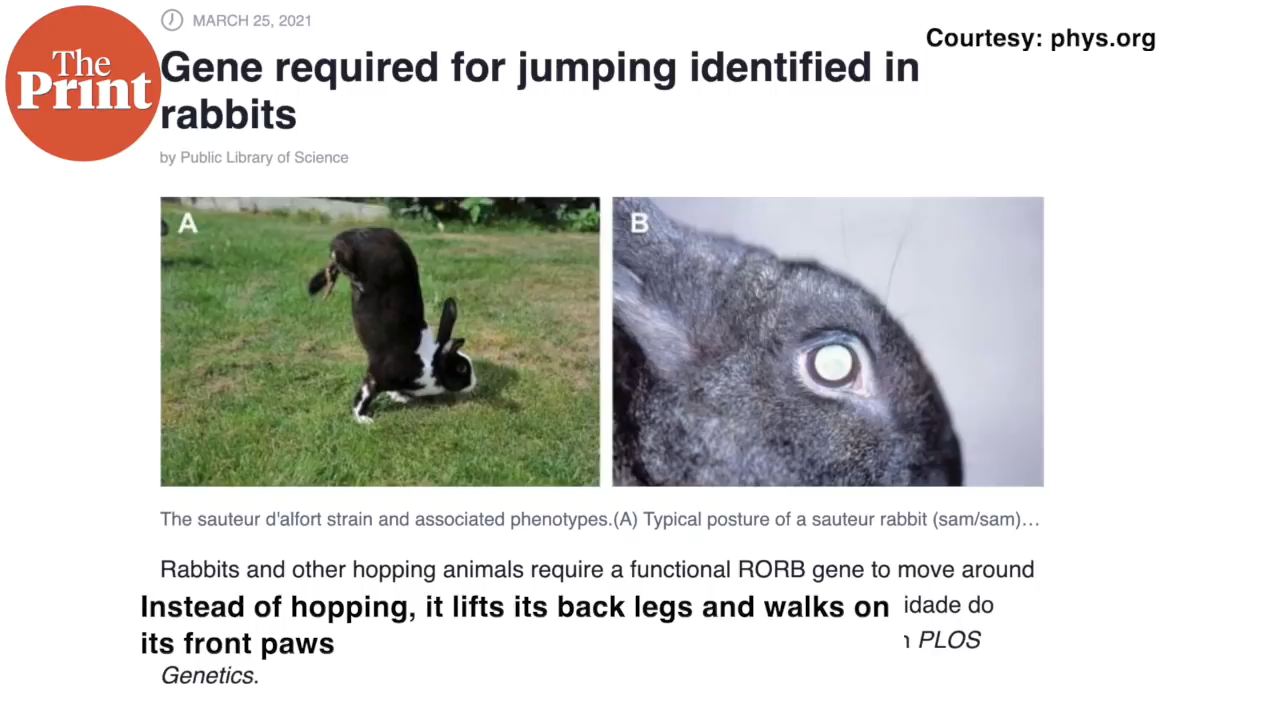 MARCH 25, 2021
Courtesy: phys.org
The
Print
Gene required for jumping identified in
rabbits
by Public Library of Science
A
B
The sauteur d'alfort strain and associated phenotypes.(A) Typical posture of a sauteur rabbit (sam/sam)...
Rabbits and other hopping animals require a functional RORB gene to move around
Instead of hopping, it lifts its back legs and walks on
idade do
its front paws
PLOS
Genetics.